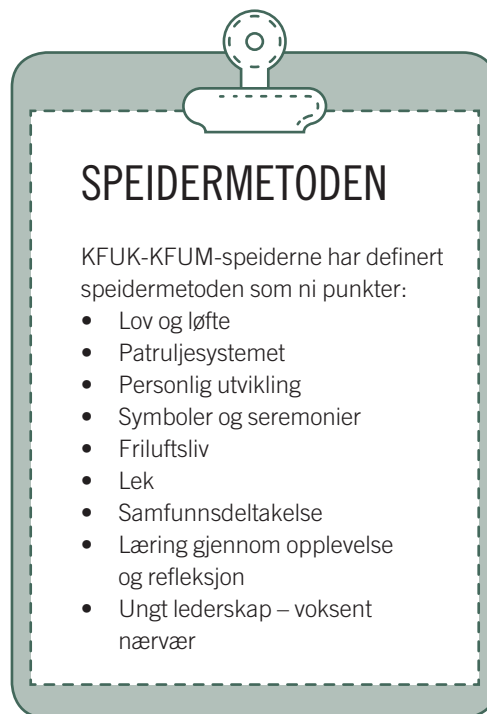 SPEIDERMETODEN
KFUK-KFUM-speiderne har definert
speidermetoden som ni punkter:
• Lov og løfte
• Patruljesystemet
• Personlig utvikling
• Symboler og seremonier
• Friluftsliv
• Lek
• Samfunnsdeltakelse
• Læring gjennom opplevelse
og refleksjon
• Ungt lederskap – voksent
nærvær